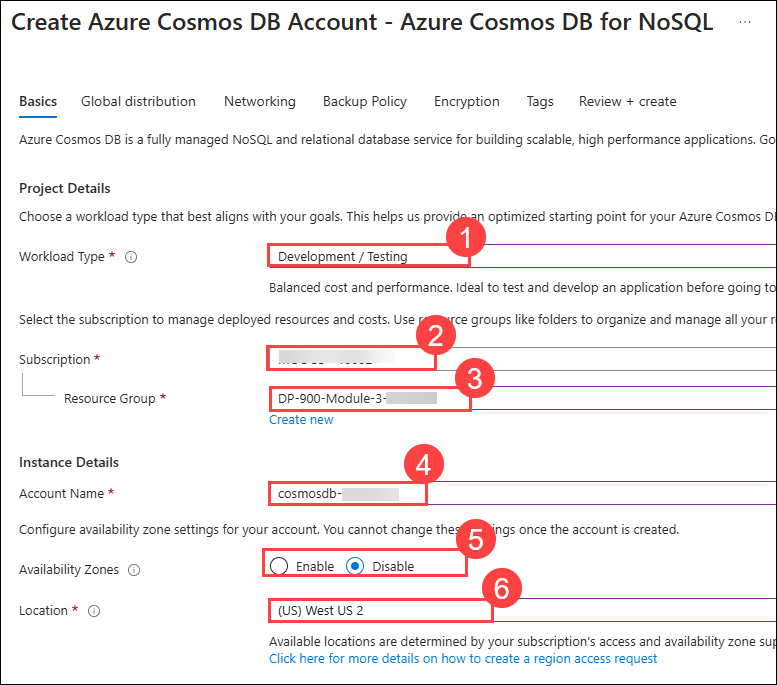 Create Azure Cosmos DB Account - Azure Cosmos DB for NoSQL ...
Basics Global distribution Networking Backup Policy Encryption Tags Review + create
Azure Cosmos DB is a fully managed NoSQL and relational database service for building scalable, high performance applications. Go
Project Details
Choose a workload type that best aligns with your goals. This helps us provide an optimized starting point for your Azure Cosmos D
1
Workload Type * Development / Testing
Balanced cost and performance. Ideal to test and develop an application before going to
Select the subscription to manage deployed resources and costs. Use resource groups like folders to organize and manage all your r
2
Subscription *
3
Resource Group * DP-900-Module-3-
Create new
Instance Details
4
Account Name * cosmosdb-
Configure availability zone settings for your account. You cannot change these settings once the account is created.
5
Availability Zones Enable Disable
6
Location * (US) West US 2
Available locations are determined by your subscription's access and availability zone sup
Click here for more details on how to create a region access request